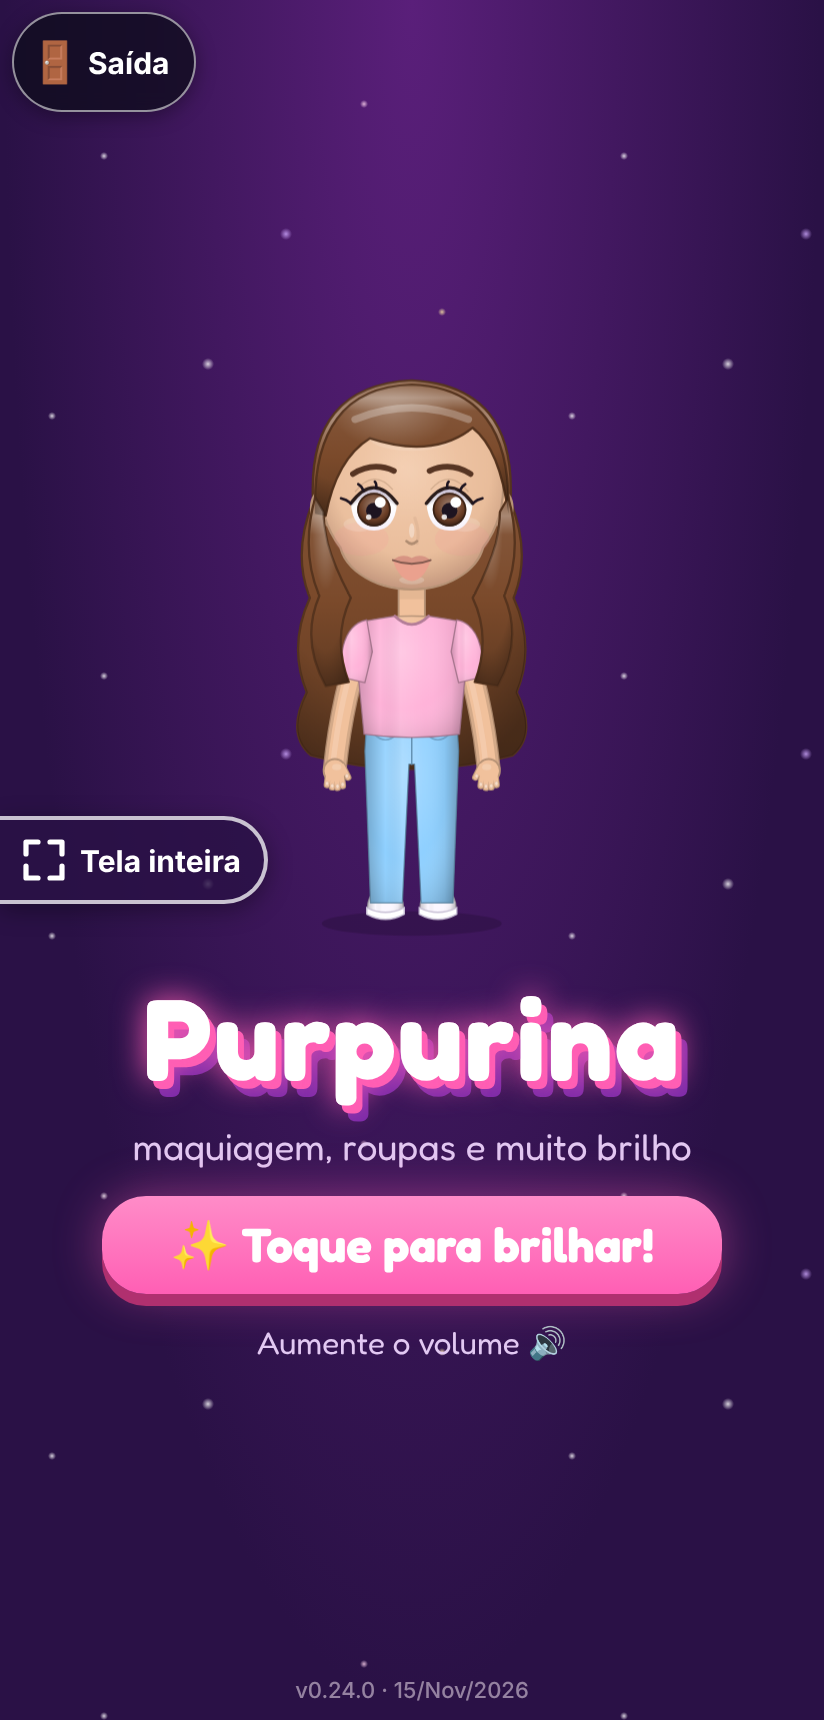 Saída
Tela inteira
Purpurina
maquiagem, roupas e muito brilho
✨ Toque para brilhar!
Aumente o volume 🔊
v0.24.0 · 15/Nov/2026